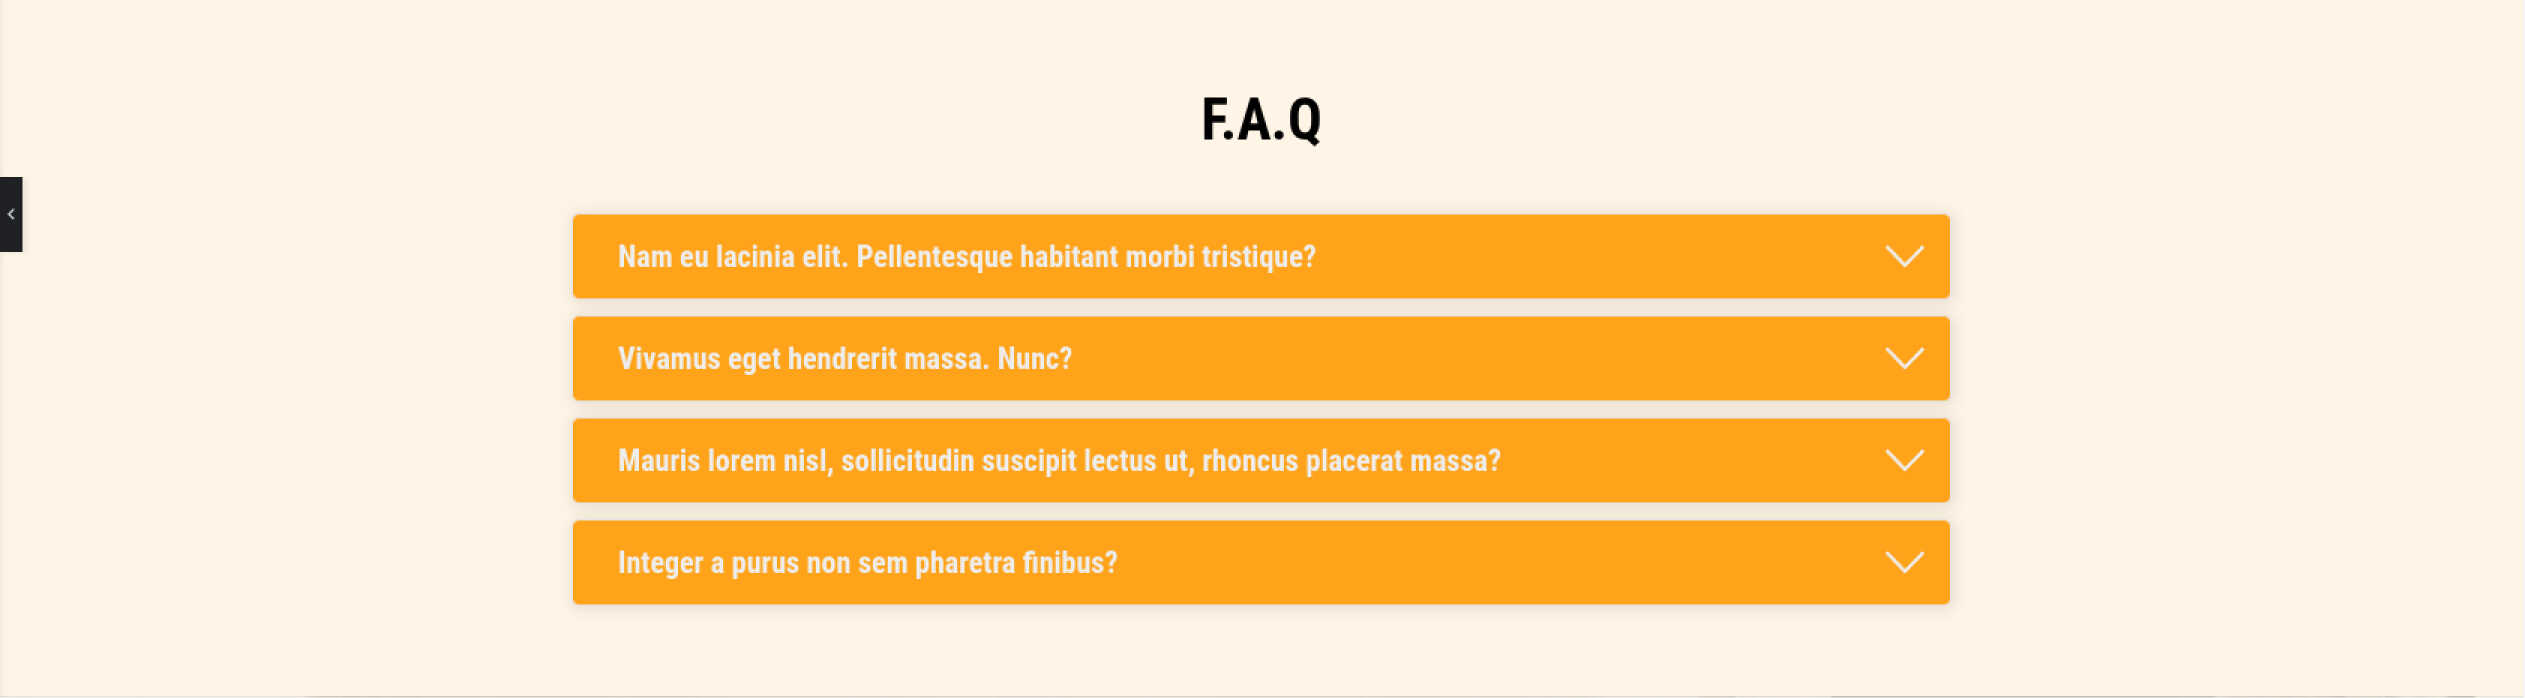 F.A.Q
Nam eu lacinia elit. Pellentesque habitant morbi tristique?
Vivamus eget hendrerit massa. Nunc?
Mauris lorem nisl, sollicitudin suscipit lectus ut, rhoncus placerat massa?
Integer a purus non sem pharetra finibus?